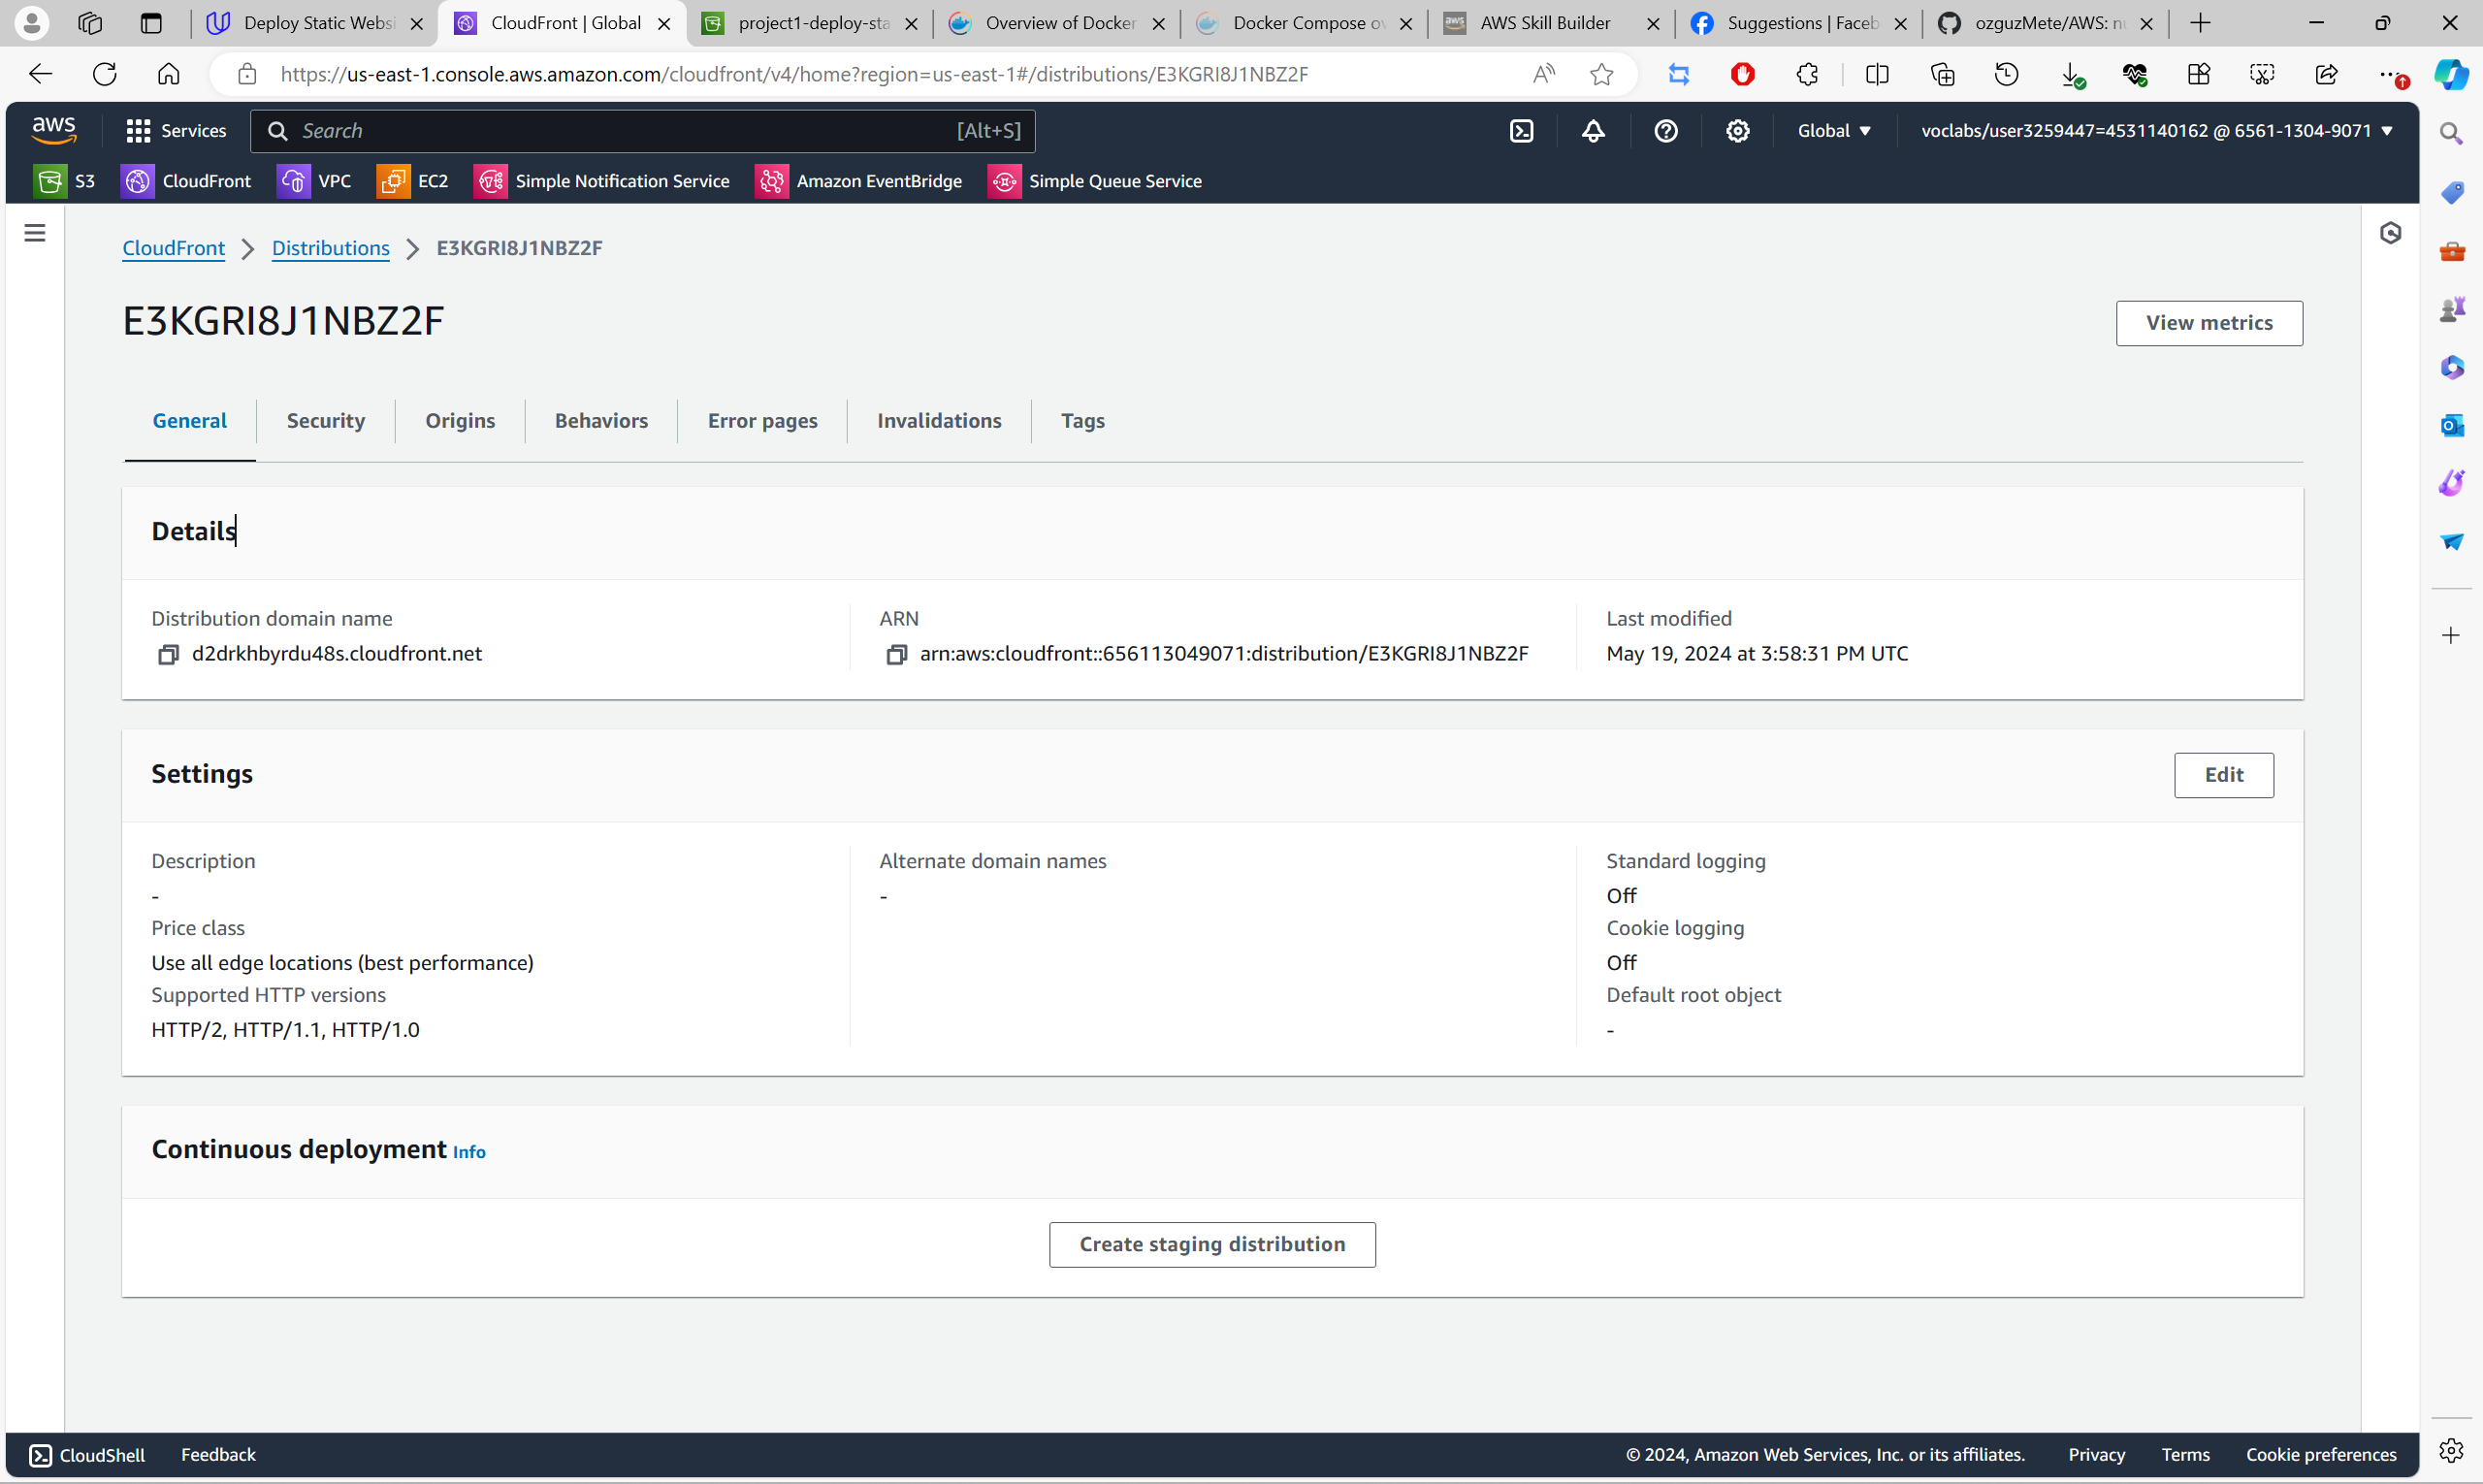 Deploy Static Websi
CloudFront | Global
project1-deploy-sta
Overview of Docker
Docker Compose ov
AWS Skill Builder
Suggestions | Faceb
ozguzMete/AWS: n
https://us-east-1.console.aws.amazon.com/cloudfront/v4/home?region=us-east-1#/distributions/E3KGRI8J1NBZ2F
aws
Services
Search
[Alt+S]
Global
voclabs/user3259447=4531140162 @ 6561-1304-9071
S3
CloudFront
VPC
EC2
Simple Notification Service
Amazon EventBridge
Simple Queue Service
CloudFront
Distributions
E3KGRI8J1NBZ2F
E3KGRI8J1NBZ2F
View metrics
General
Security
Origins
Behaviors
Error pages
Invalidations
Tags
Details
Distribution domain name
d2drkhbyrdu48s.cloudfront.net
ARN
arn:aws:cloudfront::656113049071:distribution/E3KGRI8J1NBZ2F
Last modified
May 19, 2024 at 3:58:31 PM UTC
Settings
Edit
Description
-
Price class
Use all edge locations (best performance)
Supported HTTP versions
HTTP/2, HTTP/1.1, HTTP/1.0
Alternate domain names
-
Standard logging
Off
Cookie logging
Off
Default root object
-
Continuous deployment Info
Create staging distribution
CloudShell
Feedback
© 2024, Amazon Web Services, Inc. or its affiliates.
Privacy
Terms
Cookie preferences